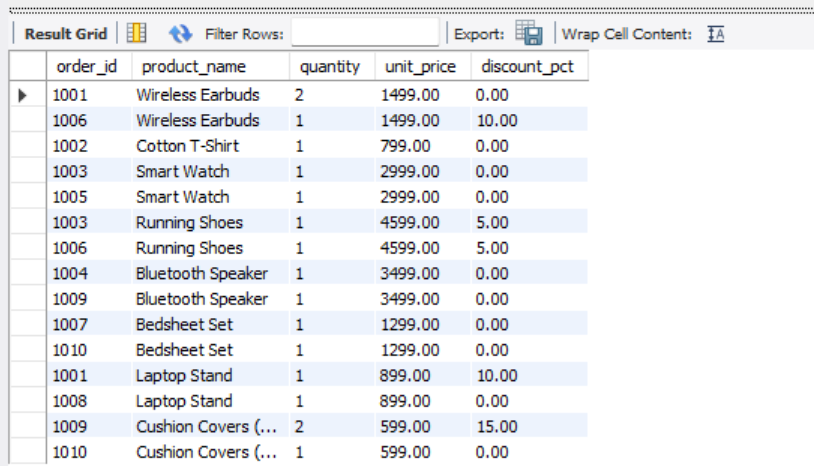 Result Grid Filter Rows: Export: Wrap Cell Content: IA
order_id product_name quantity unit_price discount_pct
1001 Wireless Earbuds 2 1499.00 0.00
1006 Wireless Earbuds 1 1499.00 10.00
1002 Cotton T-Shirt 1 799.00 0.00
1003 Smart Watch 1 2999.00 0.00
1005 Smart Watch 1 2999.00 0.00
1003 Running Shoes 1 4599.00 5.00
1006 Running Shoes 1 4599.00 5.00
1004 Bluetooth Speaker 1 3499.00 0.00
1009 Bluetooth Speaker 1 3499.00 0.00
1007 Bedsheet Set 1 1299.00 0.00
1010 Bedsheet Set 1 1299.00 0.00
1001 Laptop Stand 1 899.00 10.00
1008 Laptop Stand 1 899.00 0.00
1009 Cushion Covers (... 2 599.00 15.00
1010 Cushion Covers (... 1 599.00 0.00